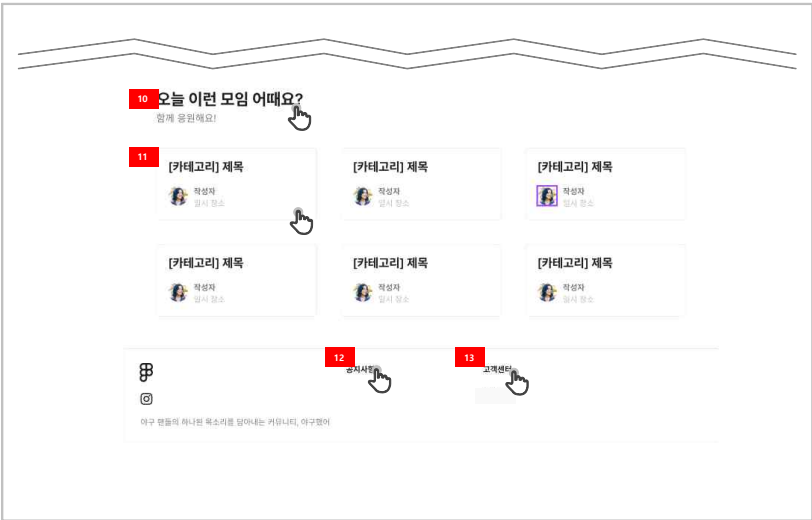 10
오늘 이런 모임 어때요?
함께 응원해요!
11
[카테고리] 제목
작성자
일시 장소
[카테고리] 제목
작성자
일시 장소
[카테고리] 제목
작성자
일시 장소
[카테고리] 제목
작성자
일시 장소
[카테고리] 제목
작성자
일시 장소
[카테고리] 제목
작성자
일시 장소
12
공지사항
13
고객센터
야구 팬들의 하나된 목소리를 담아내는 커뮤니티, 야구했어